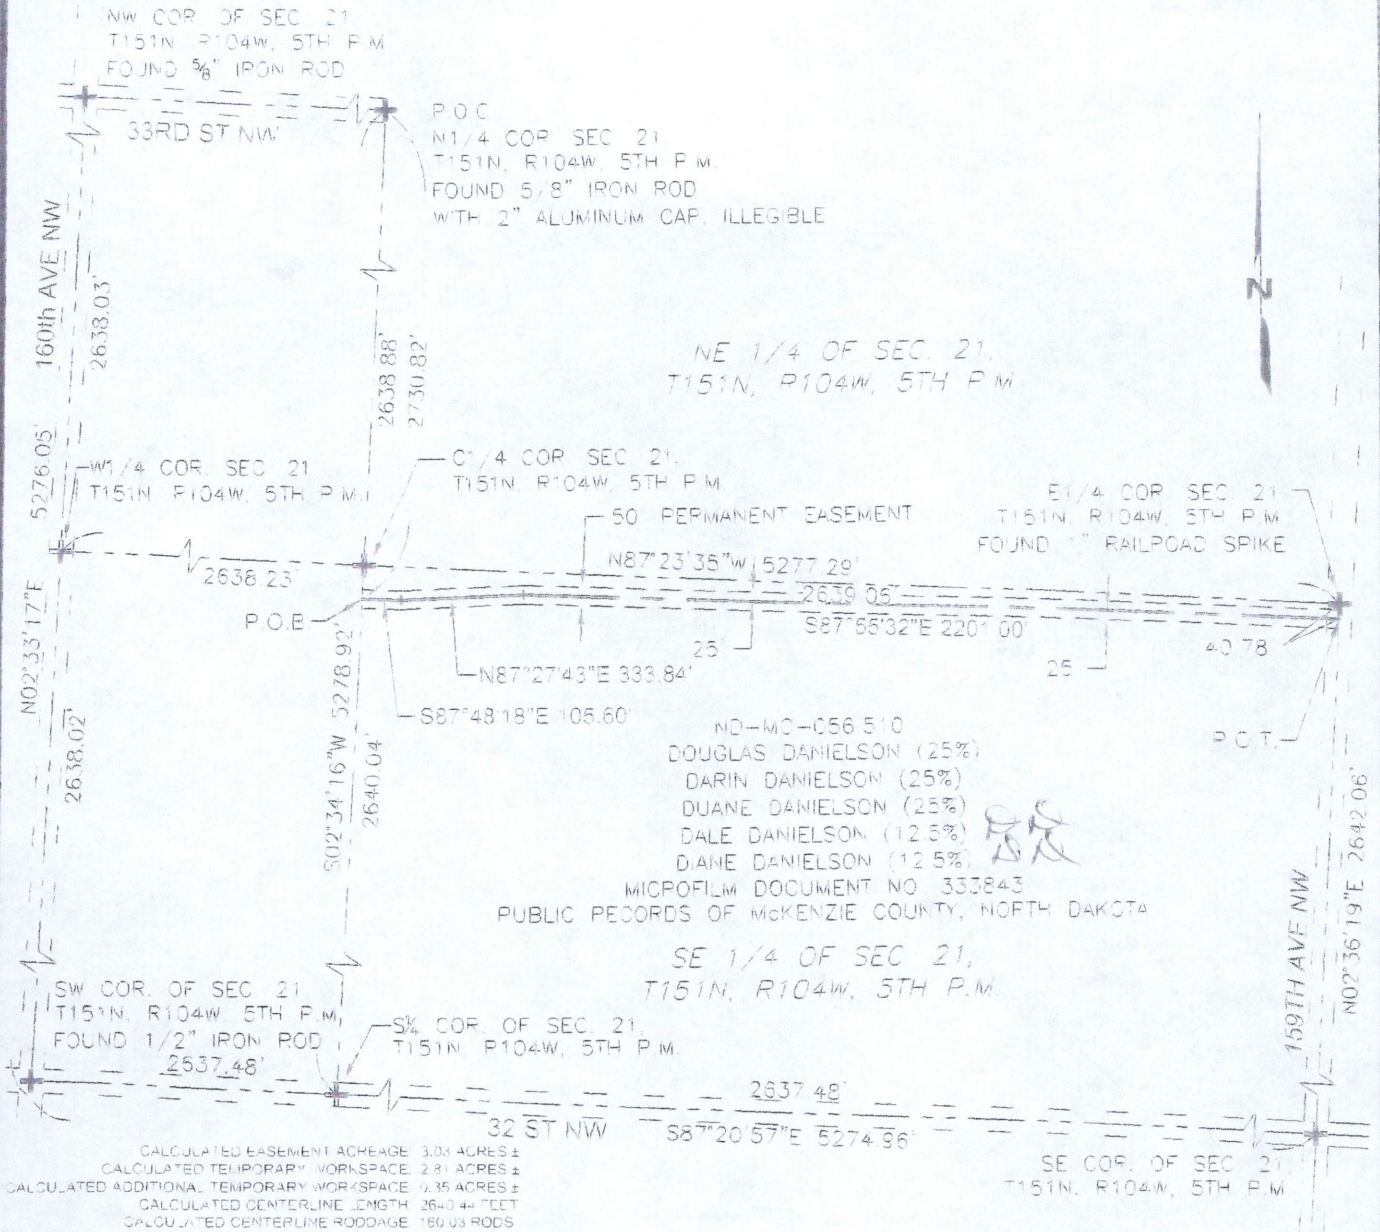 NW COR OF SEC 21
T151N R104W, 5TH P M
FOUND 5/8" IRON ROD
33RD ST NW
P.O.C
N1/4 COR SEC 21
T151N, R104W, 5TH P M.
FOUND 5/8" IRON ROD
WITH 2" ALUMINUM CAP, ILLEGIBLE
160th AVE NW
2638.03'
5276.05'
2638 88'
2730.82'
N
NE 1/4 OF SEC. 21,
T151N, R104W, 5TH P M
W1/4 COR. SEC 21
T151N, R104W, 5TH P M.
C1/4 COR SEC 21,
T151N, R104W, 5TH P.M
E1/4 COR. SEC 21
T151N, R104W, 5TH P.M
FOUND 1" RAILROAD SPIKE
50 PERMANENT EASEMENT
N87°23'35"W 5277.29'
2638.23'
2639.06'
P.O.B
S87°55'32"E 2201 00'
25'
25'
40.78
N87°27'43"E 333.84'
S87°48'18"E 105.60'
N02°33'17"E
2638.02'
S02°34'16"W 5278.92'
2640.04'
P.O.T.
ND-MC-056.510
DOUGLAS DANIELSON (25%)
DARIN DANIELSON (25%)
DUANE DANIELSON (25%)
DALE DANIELSON (12.5%)
DIANE DANIELSON (12 5%)
MICROFILM DOCUMENT NO 333843
PUBLIC RECORDS OF McKENZIE COUNTY, NORTH DAKOTA
SE 1/4 OF SEC 21,
T151N, R104W, 5TH P.M.
159TH AVE NW
N02°36'19"E 2642.06'
SW COR. OF SEC 21,
T151N, R104W, 5TH P.M,
FOUND 1/2" IRON ROD
2637.48'
S¼ COR. OF SEC. 21,
T151N R104W, 5TH P.M.
2637 48'
32 ST NW
S87°20'57"E 5274.96'
SE COR. OF SEC 21
T151N, R104W, 5TH P.M
CALCULATED EASEMENT ACREAGE 3.03 ACRES ±
CALCULATED TEMPORARY WORKSPACE: 2.81 ACRES ±
CALCULATED ADDITIONAL TEMPORARY WORKSPACE 0.35 ACRES ±
CALCULATED CENTERLINE LENGTH 2640 44 FEET
CALCULATED CENTERLINE RODDAGE 160 03 RODS